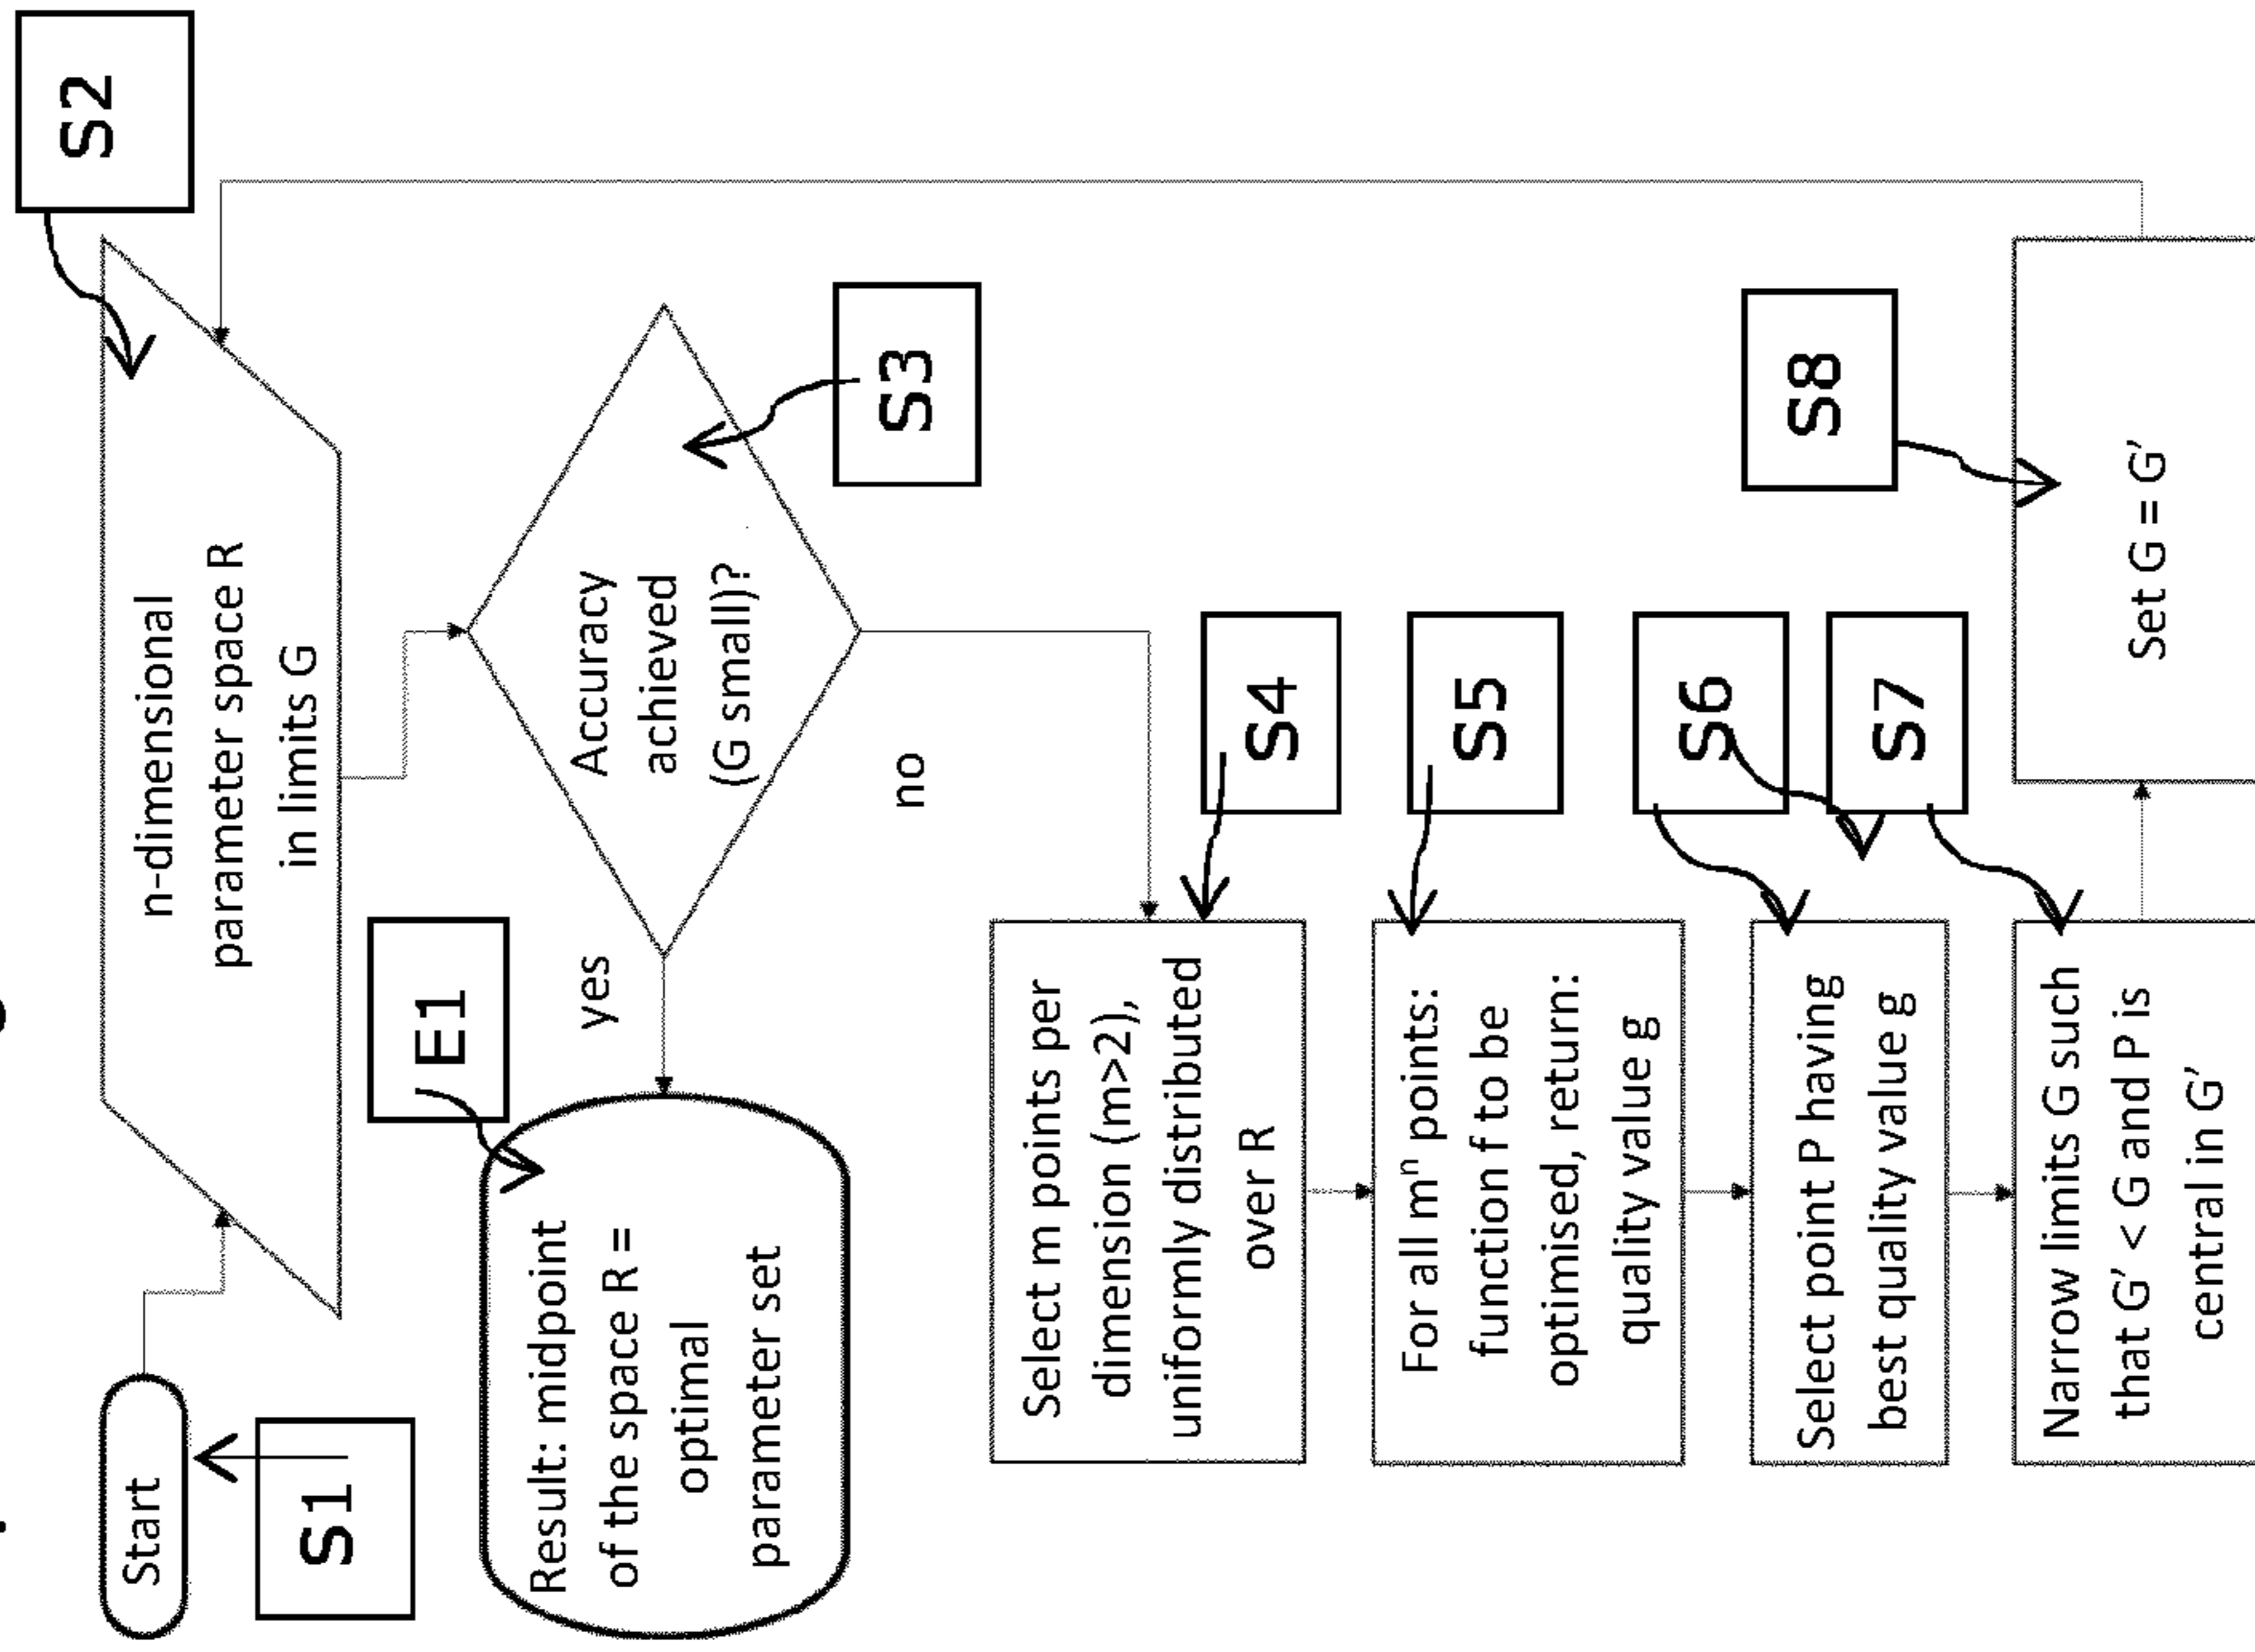 Start
S1
n-dimensional
parameter space R
in limits G
S2
Accuracy
achieved
(G small)?
S3
yes
no
E1
Result: midpoint
of the space R =
optimal
parameter set
Select m points per
dimension (m>2),
uniformly distributed
over R
S4
For all mⁿ points:
function f to be
optimised, return:
quality value g
S5
Select point P having
best quality value g
S6
Narrow limits G such
that G' < G and P is
central in G'
S7
Set G = G'
S8